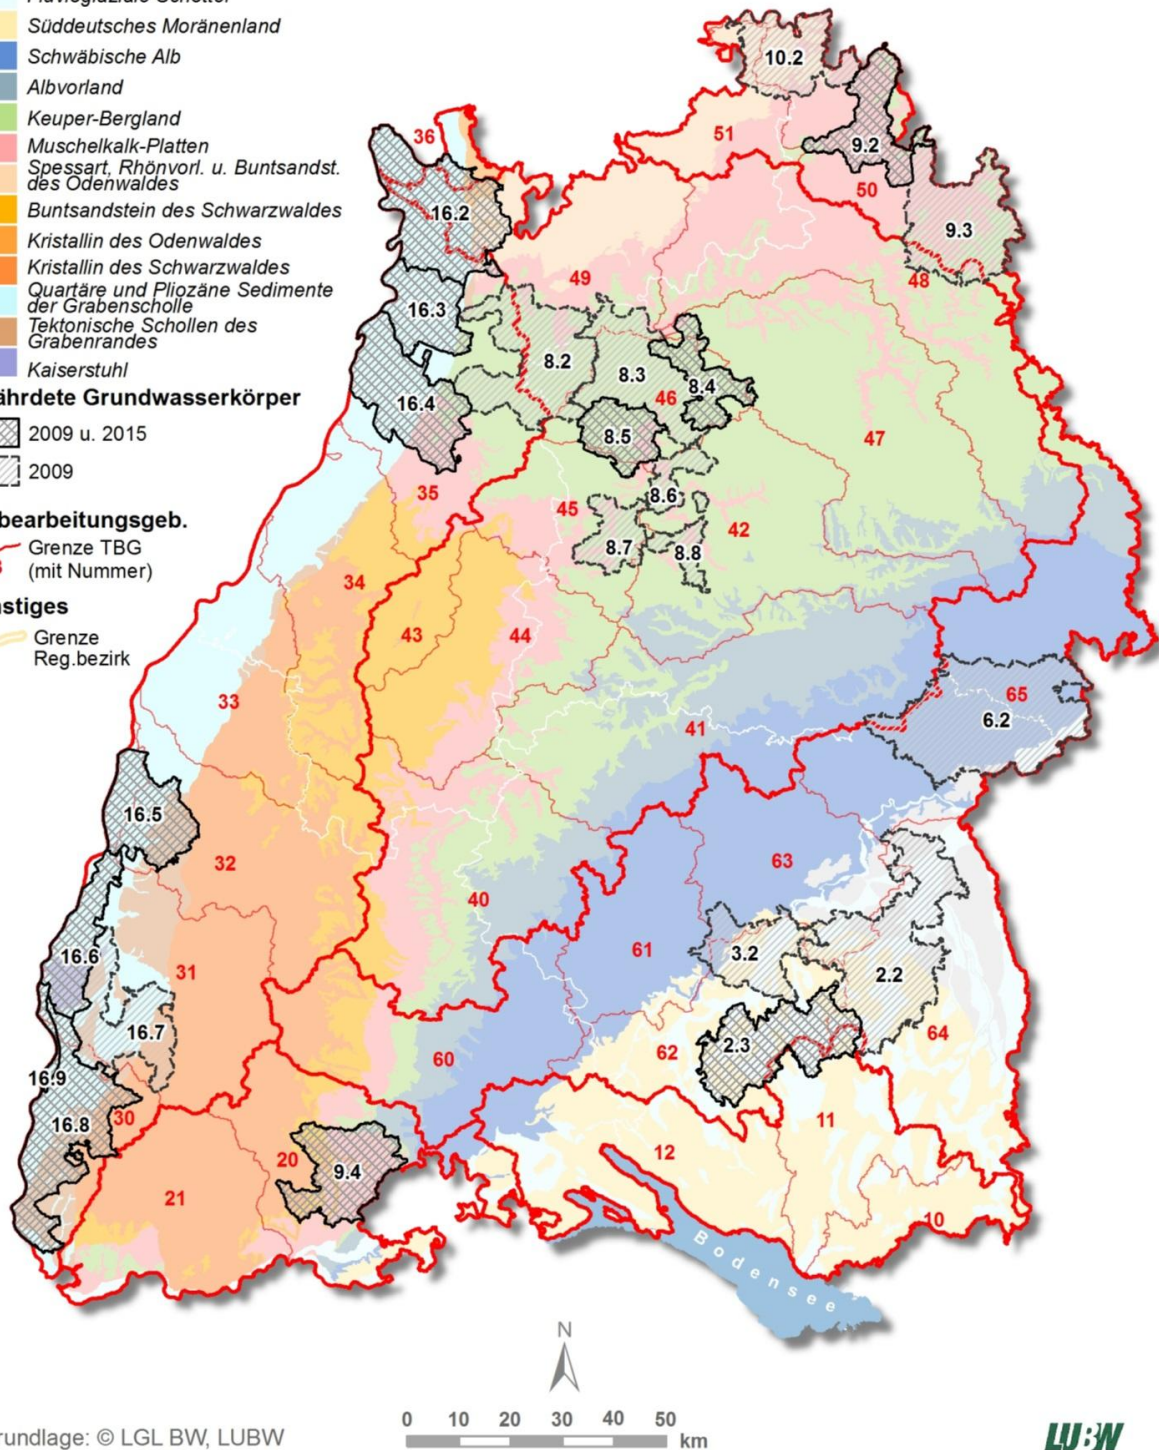 Süddeutsches Moränenland
Schwäbische Alb
Albvorland
Keuper-Bergland
Muschelkalk-Platten
Spessart, Rhönvorl. u. Buntsandst.
des Odenwaldes
Buntsandstein des Schwarzwaldes
Kristallin des Odenwaldes
Kristallin des Schwarzwaldes
Quartäre und Pliozäne Sedimente
der Grabenscholle
Tektonische Schollen des
Grabenrandes
Kaiserstuhl
ährdete Grundwasserkörper
2009 u. 2015
2009
bearbeitungsgeb.
Grenze TBG
(mit Nummer)
nstiges
Grenze
Reg.bezirk
10.2
36
51
9.2
50
16.2
9.3
49
48
16.3
8.2
8.3
8.4
46
16.4
8.5
47
35
45
8.6
42
8.7
8.8
34
43
44
33
65
6.2
41
16.5
32
63
40
16.6
61
3.2
31
2.2
16.7
2.3
64
60
62
16.9
30
16.8
11
12
20
9.4
21
10
Bodensee
N
0 10 20 30 40 50
km
rundlage: © LGL BW, LUBW
LUBW